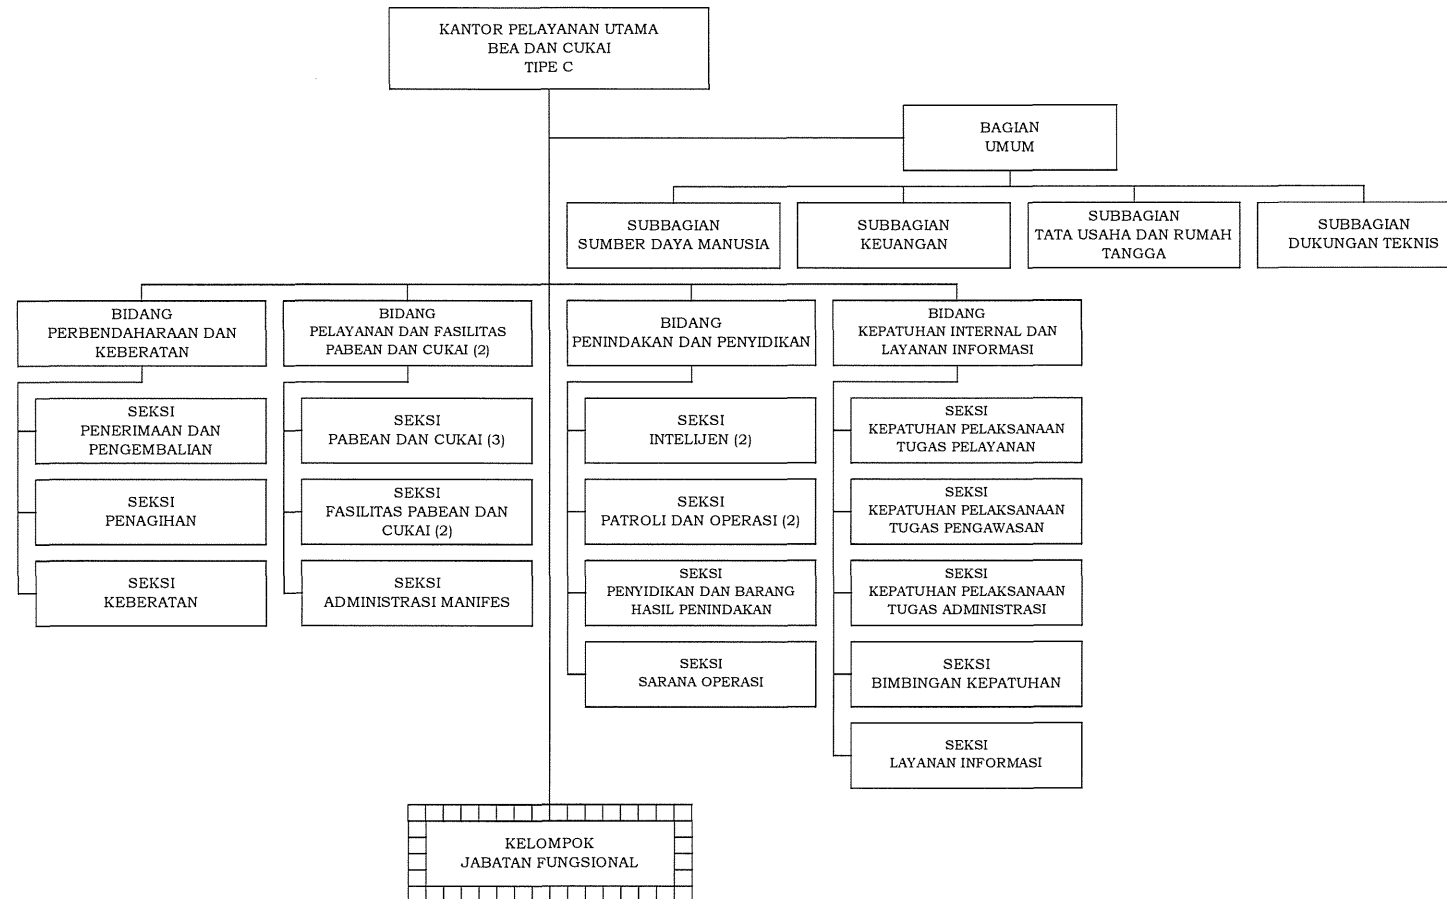 KANTOR PELAYANAN UTAMA
BEA DAN CUKAI
TIPE C
BAGIAN
UMUM
SUBBAGIAN
SUMBER DAYA MANUSIA
SUBBAGIAN
KEUANGAN
SUBBAGIAN
TATA USAHA DAN RUMAH
TANGGA
SUBBAGIAN
DUKUNGAN TEKNIS
BIDANG
PERBENDAHARAAN DAN
KEBERATAN
BIDANG
PELAYANAN DAN FASILITAS
PABEAN DAN CUKAI (2)
BIDANG
PENINDAKAN DAN PENYIDIKAN
BIDANG
KEPATUHAN INTERNAL DAN
LAYANAN INFORMASI
SEKSI
PENERIMAAN DAN
PENGEMBALIAN
SEKSI
PENAGIHAN
SEKSI
KEBERATAN
SEKSI
PABEAN DAN CUKAI (3)
SEKSI
FASILITAS PABEAN DAN
CUKAI (2)
SEKSI
ADMINISTRASI MANIFES
SEKSI
INTELIJEN (2)
SEKSI
PATROLI DAN OPERASI (2)
SEKSI
PENYIDIKAN DAN BARANG
HASIL PENINDAKAN
SEKSI
SARANA OPERASI
SEKSI
KEPATUHAN PELAKSANAAN
TUGAS PELAYANAN
SEKSI
KEPATUHAN PELAKSANAAN
TUGAS PENGAWASAN
SEKSI
KEPATUHAN PELAKSANAAN
TUGAS ADMINISTRASI
SEKSI
BIMBINGAN KEPATUHAN
SEKSI
LAYANAN INFORMASI
KELOMPOK
JABATAN FUNGSIONAL